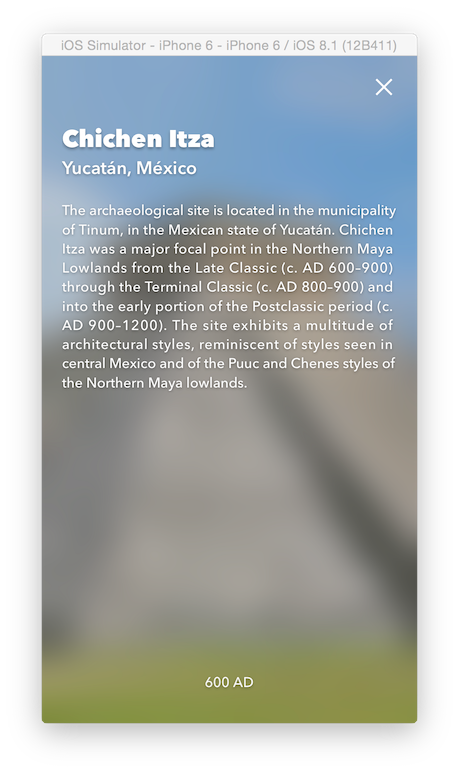 iOS Simulator - iPhone 6 - iPhone 6 / iOS 8.1 (12B411)
Chichen Itza
Yucatán, México
The archaeological site is located in the municipality
of Tinum, in the Mexican state of Yucatán. Chichen
Itza was a major focal point in the Northern Maya
Lowlands from the Late Classic (c. AD 600–900)
through the Terminal Classic (c. AD 800–900) and
into the early portion of the Postclassic period (c.
AD 900–1200). The site exhibits a multitude of
architectural styles, reminiscent of styles seen in
central Mexico and of the Puuc and Chenes styles of
the Northern Maya lowlands.
600 AD